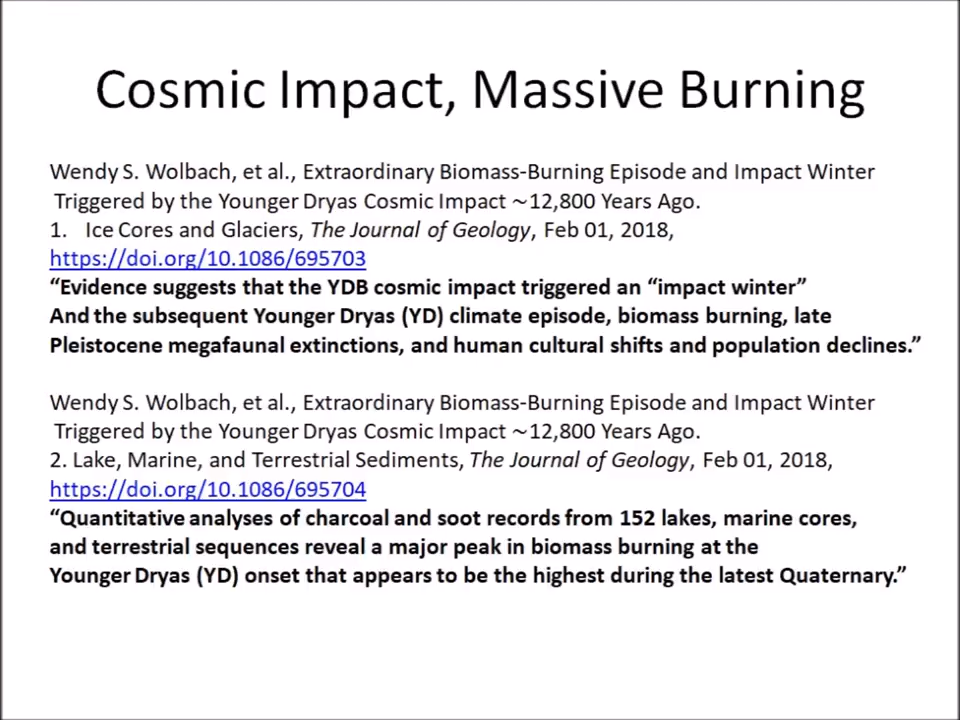 Cosmic Impact, Massive Burning
Wendy S. Wolbach, et al., Extraordinary Biomass-Burning Episode and Impact Winter
Triggered by the Younger Dryas Cosmic Impact ~12,800 Years Ago.
1. Ice Cores and Glaciers, The Journal of Geology, Feb 01, 2018,
https://doi.org/10.1086/695703
“Evidence suggests that the YDB cosmic impact triggered an “impact winter”
And the subsequent Younger Dryas (YD) climate episode, biomass burning, late
Pleistocene megafaunal extinctions, and human cultural shifts and population declines.”
Wendy S. Wolbach, et al., Extraordinary Biomass-Burning Episode and Impact Winter
Triggered by the Younger Dryas Cosmic Impact ~12,800 Years Ago.
2. Lake, Marine, and Terrestrial Sediments, The Journal of Geology, Feb 01, 2018,
https://doi.org/10.1086/695704
“Quantitative analyses of charcoal and soot records from 152 lakes, marine cores,
and terrestrial sequences reveal a major peak in biomass burning at the
Younger Dryas (YD) onset that appears to be the highest during the latest Quaternary.”